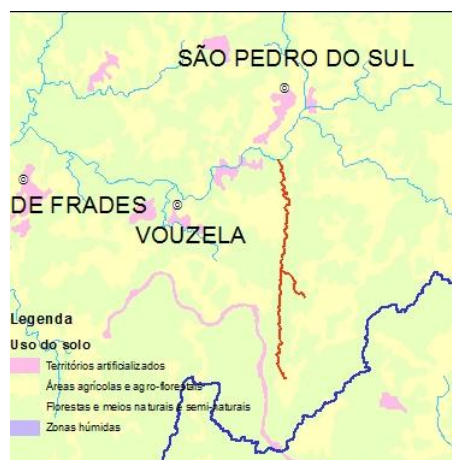 SÃO PEDRO DO SUL
DE FRADES
VOUZELA
Legenda
Uso do solo
Territórios artificializados
Áreas agrícolas e agro-florestais
Florestas e meios naturais e semi-naturais
Zonas húmidas